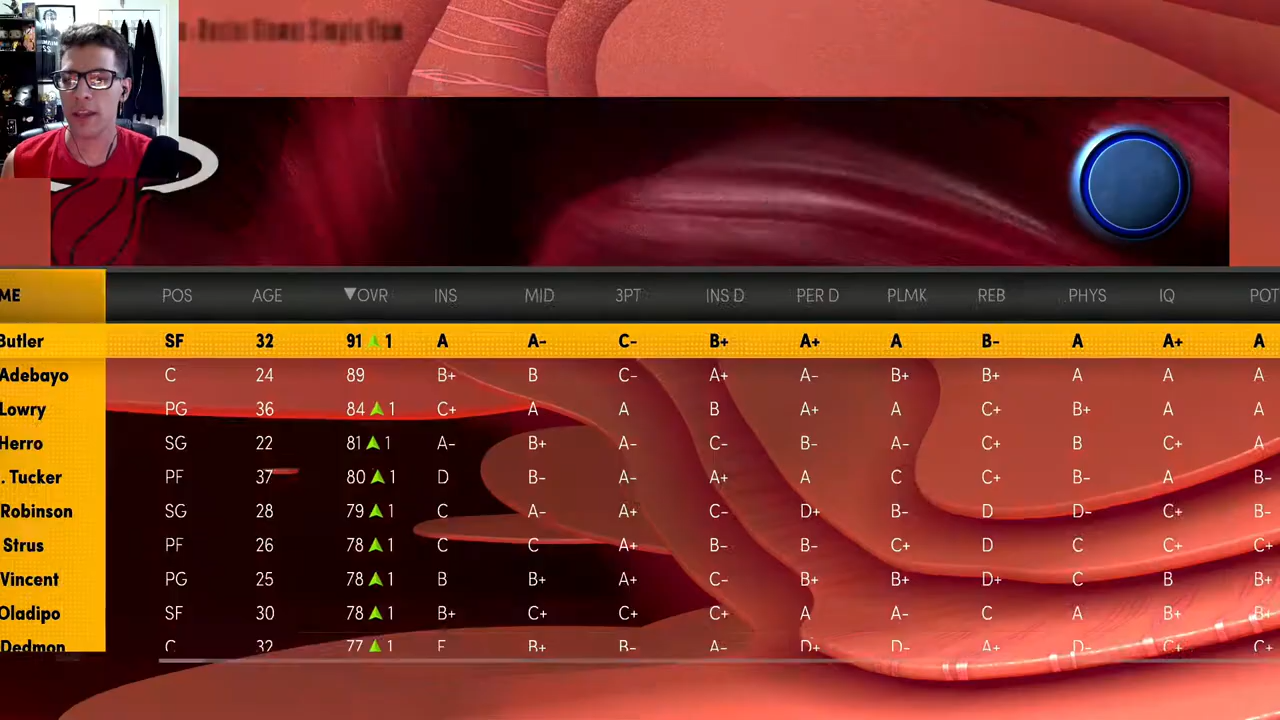 ME POS AGE ▼OVR INS MID 3PT INS D PER D PLMK REB PHYS IQ POT
Butler SF 32 91 ▲ 1 A A- C- B+ A+ A B- A A+ A
Adebayo C 24 89 B+ B C- A+ A- B+ B+ A A A
Lowry PG 36 84 ▲ 1 C+ A A B A+ A C+ B+ A A
Herro SG 22 81 ▲ 1 A- B+ A- C- B- A- C+ B C+ A
. Tucker PF 37 80 ▲ 1 D B- A- A+ A C C+ B- A B-
Robinson SG 28 79 ▲ 1 C A- A+ C- D+ B- D D- C+ B-
Strus PF 26 78 ▲ 1 C C A+ B- B- C+ D C C+ C+
Vincent PG 25 78 ▲ 1 B B+ A+ C- B+ B+ D+ C B B+
Oladipo SF 30 78 ▲ 1 B+ C+ C+ C+ A A- C A B+ B+
Dedmon C 32 77 ▲ 1 F B+ B- A- D+ D- A+ D- C+ C+